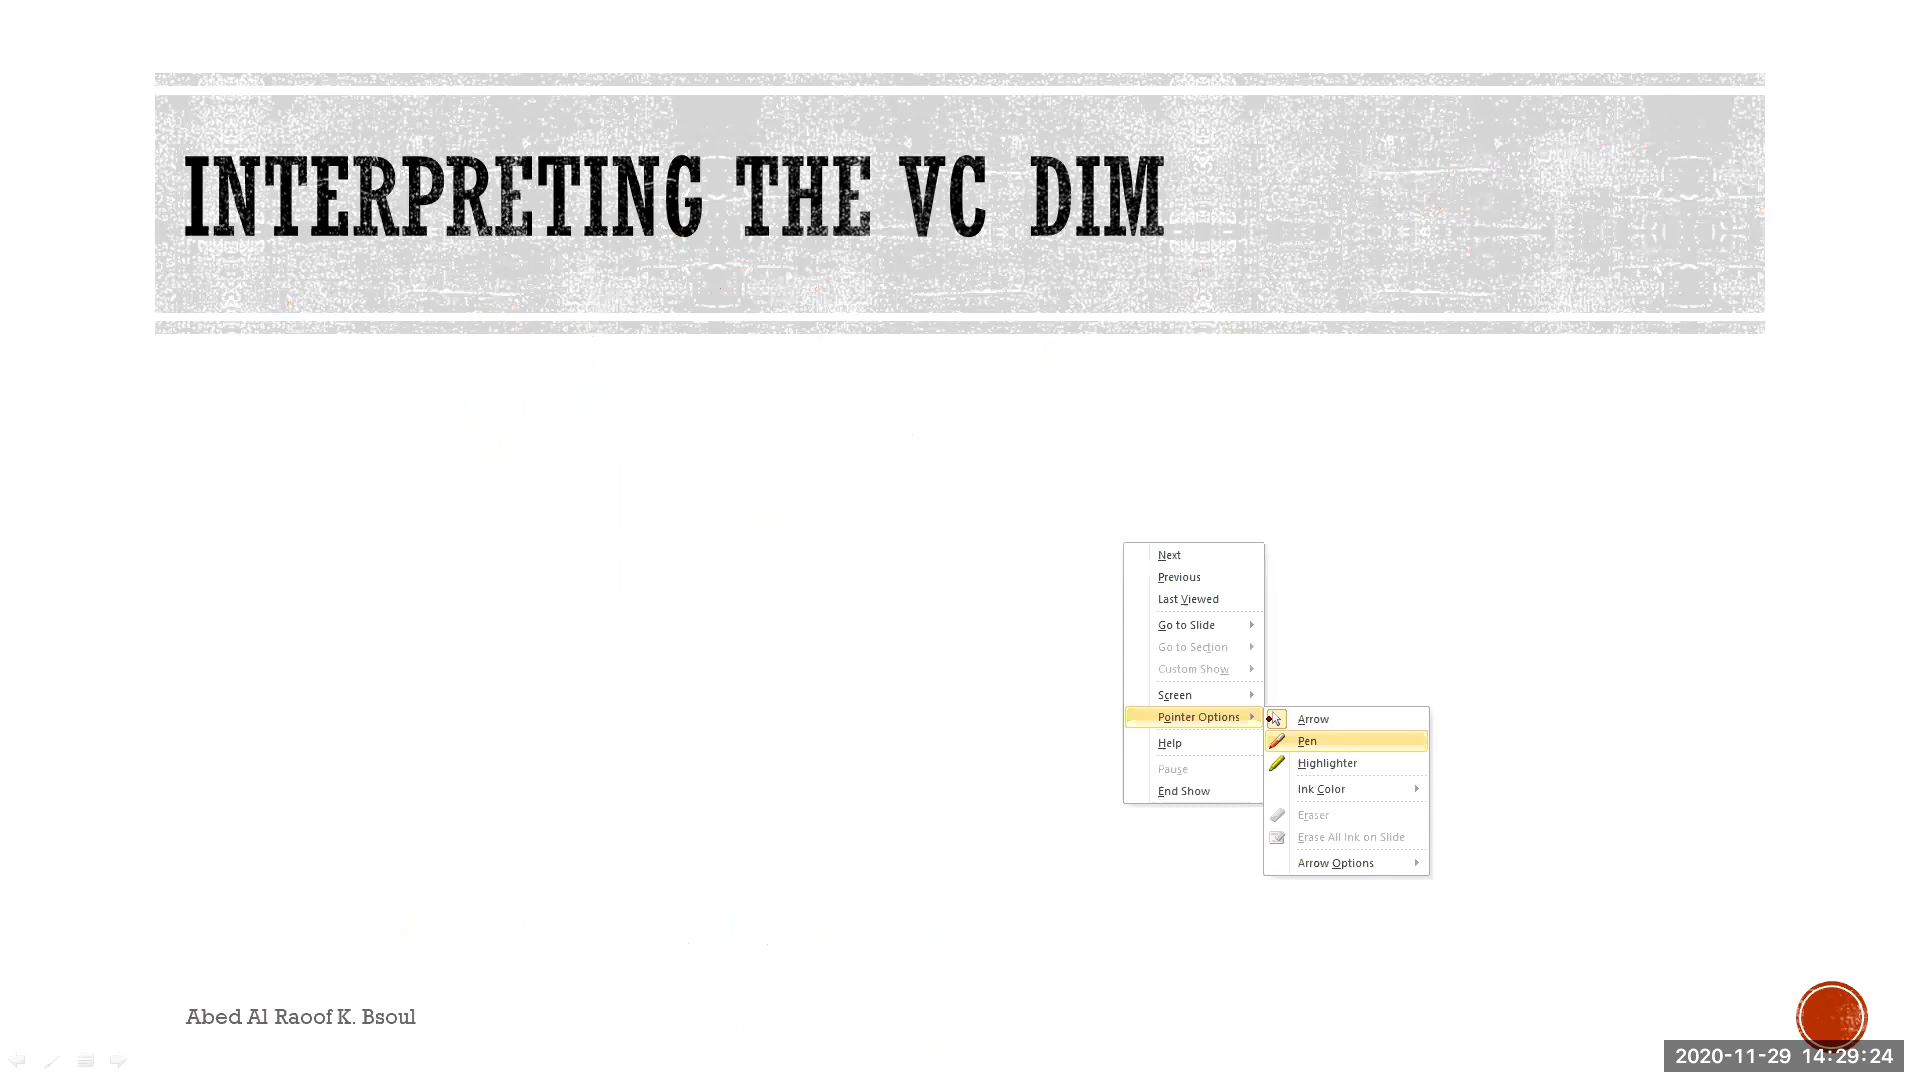 INTERPRETING THE VC DIM
Next
Previous
Last Viewed
Go to Slide
Go to Section
Custom Show
Screen
Pointer Options
Help
Pause
End Show
Arrow
Pen
Highlighter
Ink Color
Eraser
Erase All Ink on Slide
Arrow Options
Abed Al Raoof K. Bsoul
2020-11-29 14:29:24